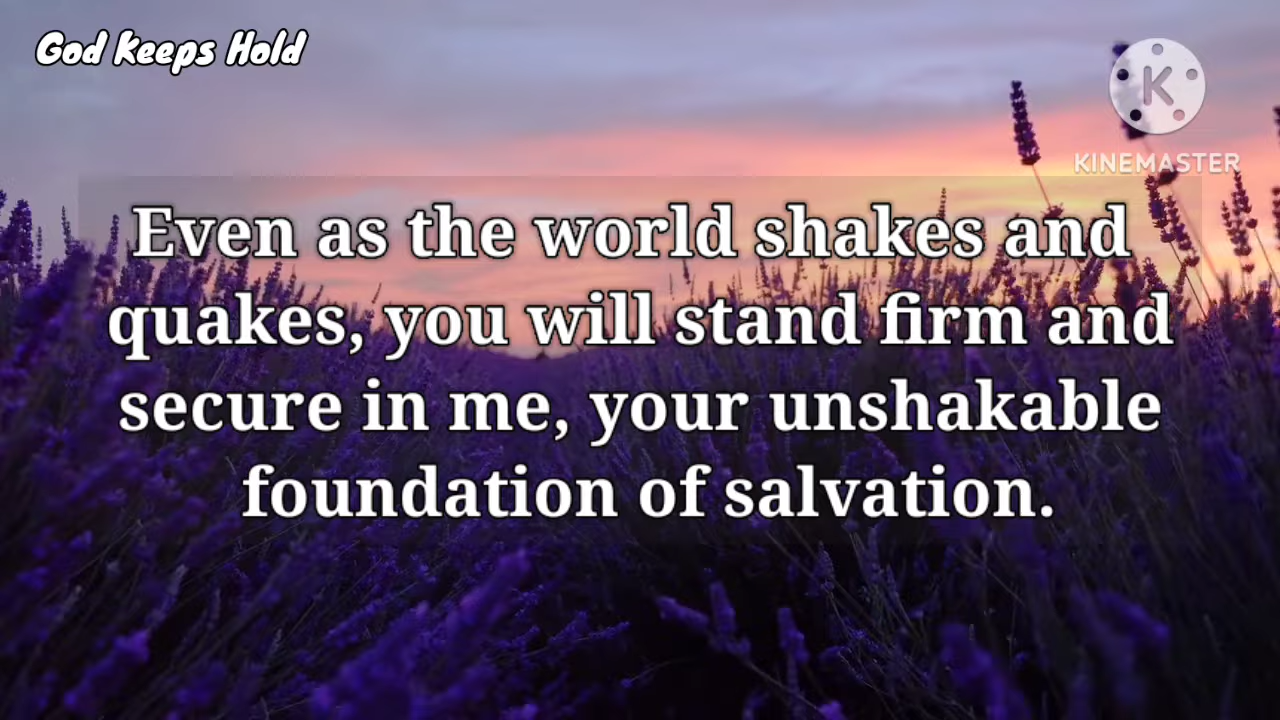 God Keeps Hold
K
KINEMASTER
Even as the world shakes and
quakes, you will stand firm and
secure in me, your unshakable
foundation of salvation.